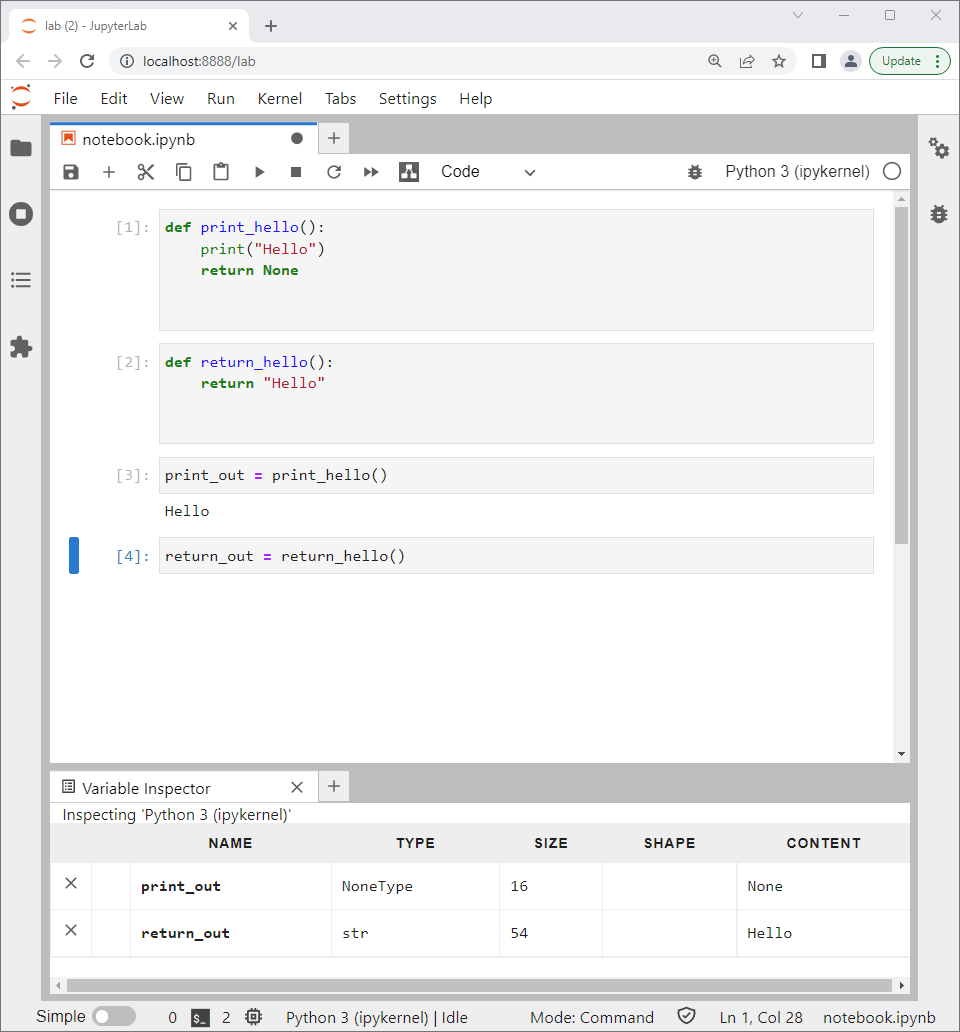 lab (2) - JupyterLab
localhost:8888/lab
Update
File Edit View Run Kernel Tabs Settings Help
notebook.ipynb
Code
Python 3 (ipykernel)
[1]: def print_hello():
    print("Hello")
    return None
[2]: def return_hello():
    return "Hello"
[3]: print_out = print_hello()
Hello
[4]: return_out = return_hello()
Variable Inspector
Inspecting 'Python 3 (ipykernel)'
NAME TYPE SIZE SHAPE CONTENT
print_out NoneType 16 None
return_out str 54 Hello
Simple 0 $_ 2 Python 3 (ipykernel) | Idle Mode: Command Ln 1, Col 28 notebook.ipynb